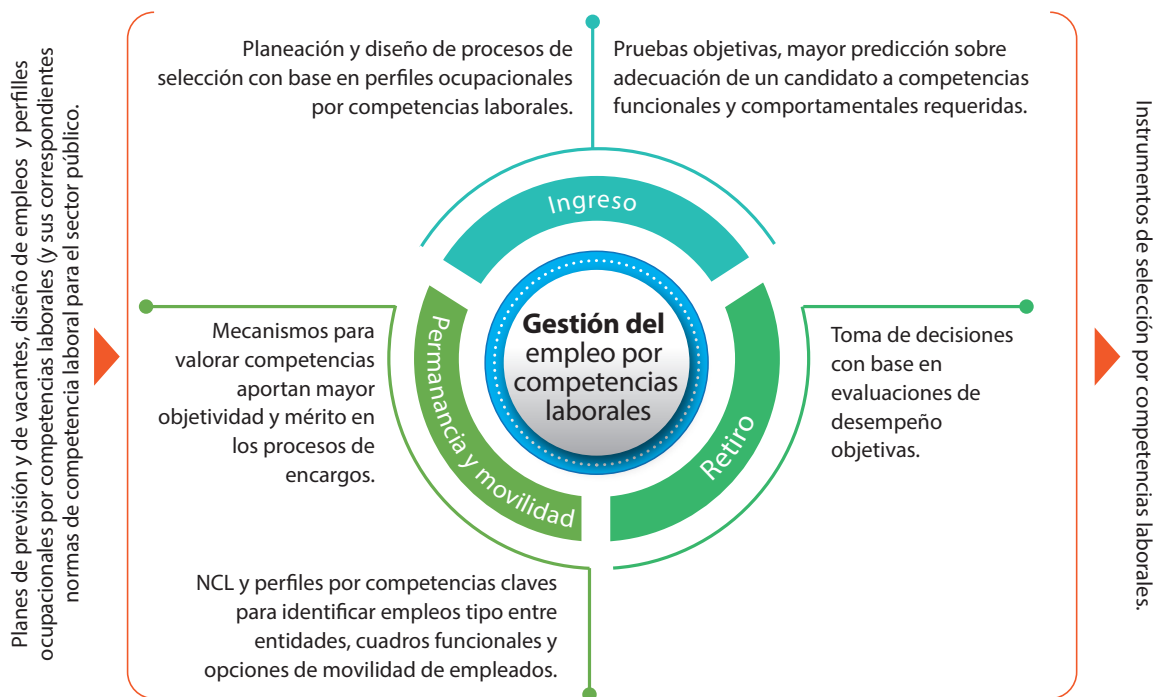 Planes de previsión y de vacantes, diseño de empleos y perfilles
ocupacionales por competencias laborales (y sus correspondientes
normas de competencia laboral para el sector público.
Planeación y diseño de procesos de
selección con base en perfiles ocupacionales
por competencias laborales.
Pruebas objetivas, mayor predicción sobre
adecuación de un candidato a competencias
funcionales y comportamentales requeridas.
Ingreso
Gestión del
empleo por
competencias
laborales
Permanancia y movilidad
Retiro
Mecanismos para
valorar competencias
aportan mayor
objetividad y mérito en
los procesos de
encargos.
Toma de decisiones
con base en
evaluaciones de
desempeño
objetivas.
NCL y perfiles por competencias claves
para identificar empleos tipo entre
entidades, cuadros funcionales y
opciones de movilidad de empleados.
Instrumentos de selección por competencias laborales.